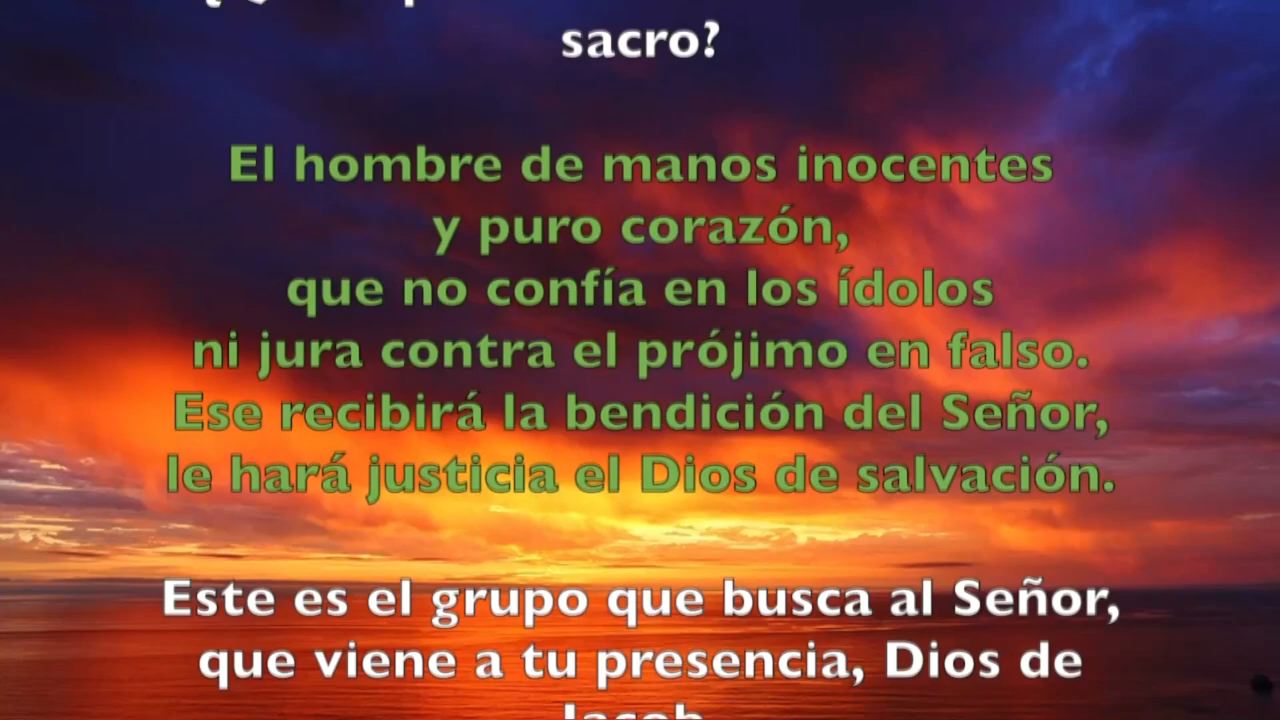 sacro?
El hombre de manos inocentes
y puro corazón,
que no confía en los ídolos
ni jura contra el prójimo en falso.
Ese recibirá la bendición del Señor,
le hará justicia el Dios de salvación.
Este es el grupo que busca al Señor,
que viene a tu presencia, Dios de
Jacob.